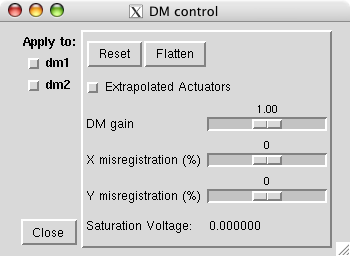 DM control
Apply to:
dm1
dm2
Reset Flatten
Extrapolated Actuators
1.00
DM gain
0
X misregistration (%)
0
Y misregistration (%)
Saturation Voltage: 0.000000
Close